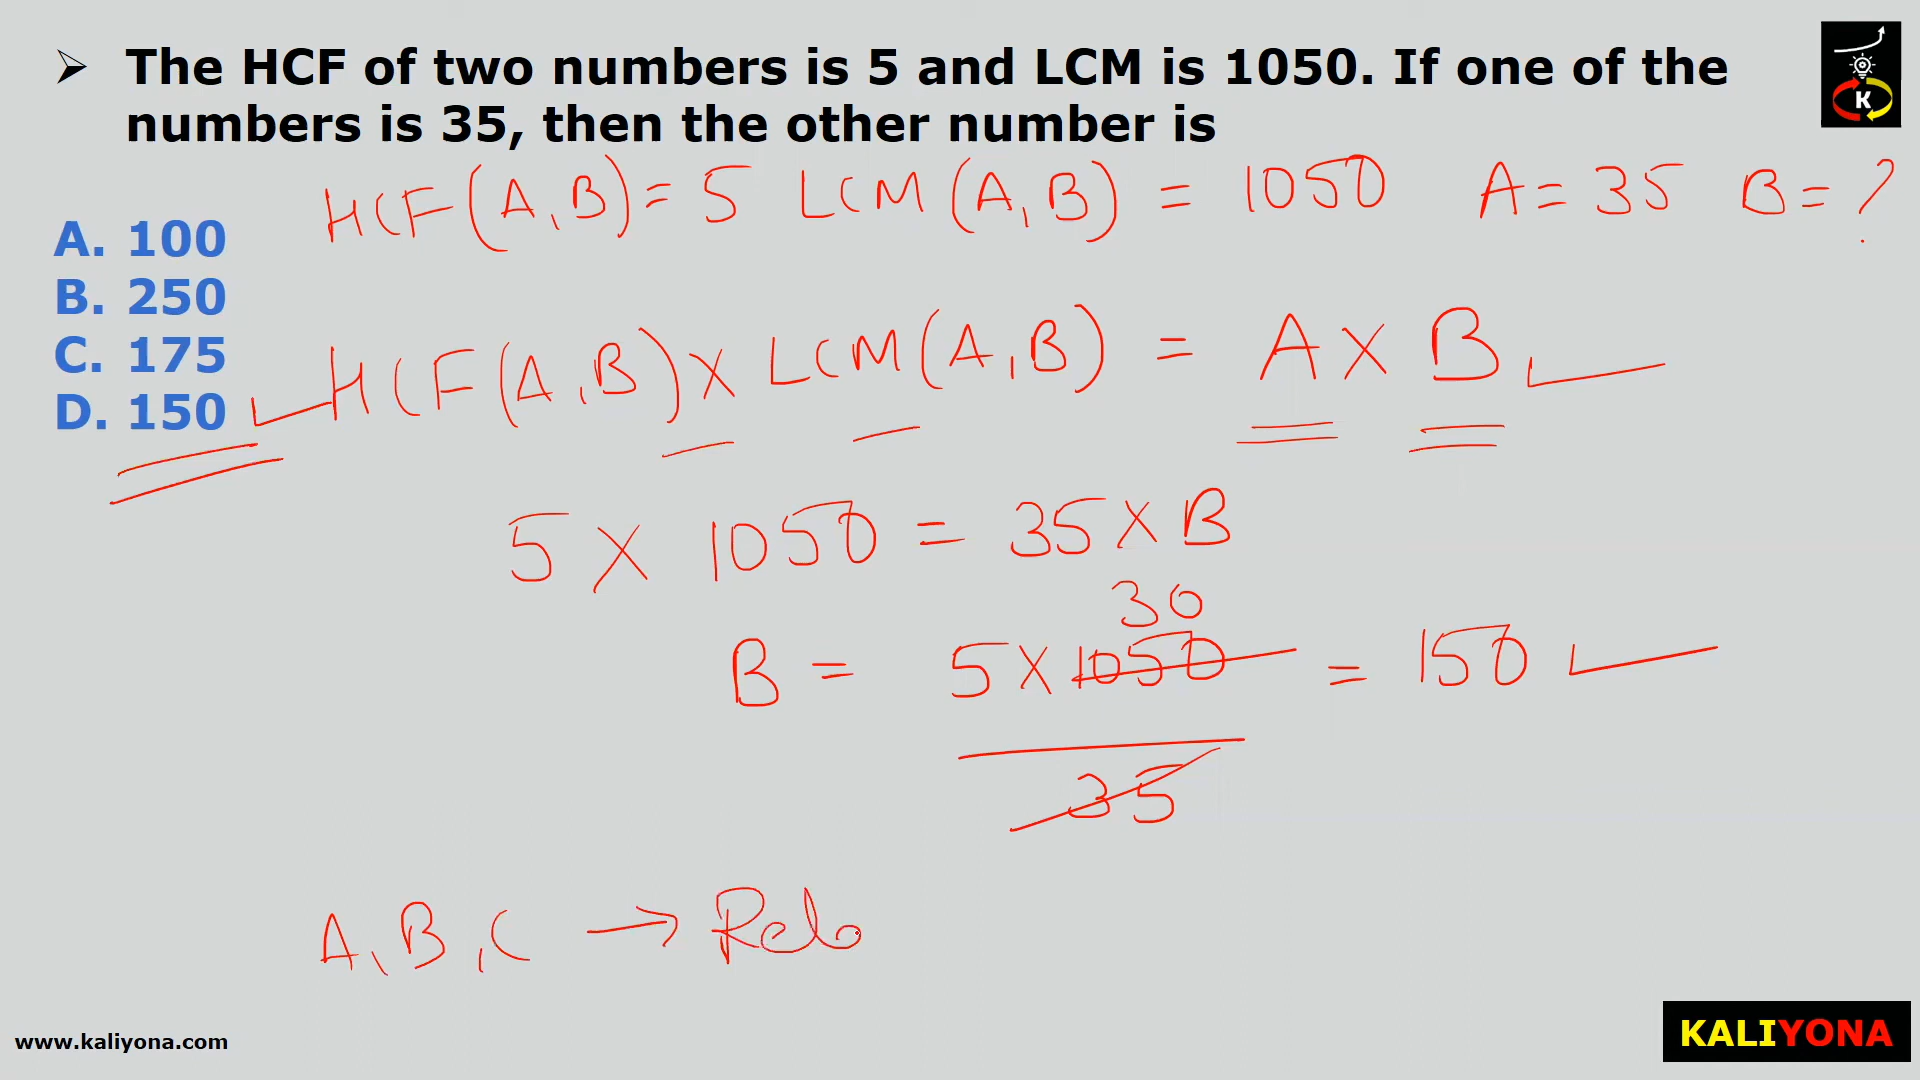 ➢ The HCF of two numbers is 5 and LCM is 1050. If one of the
numbers is 35, then the other number is
K
HCF(A,B) = 5 LCM(A,B) = 1050 A = 35 B = ?
A. 100
B. 250
C. 175
D. 150
HCF(A,B) X LCM(A,B) = A X B
5 X 1050 = 35 X B
30
B = 5 X 1050 = 150
35
A,B,C →
www.kaliyona.com
KALIYONA